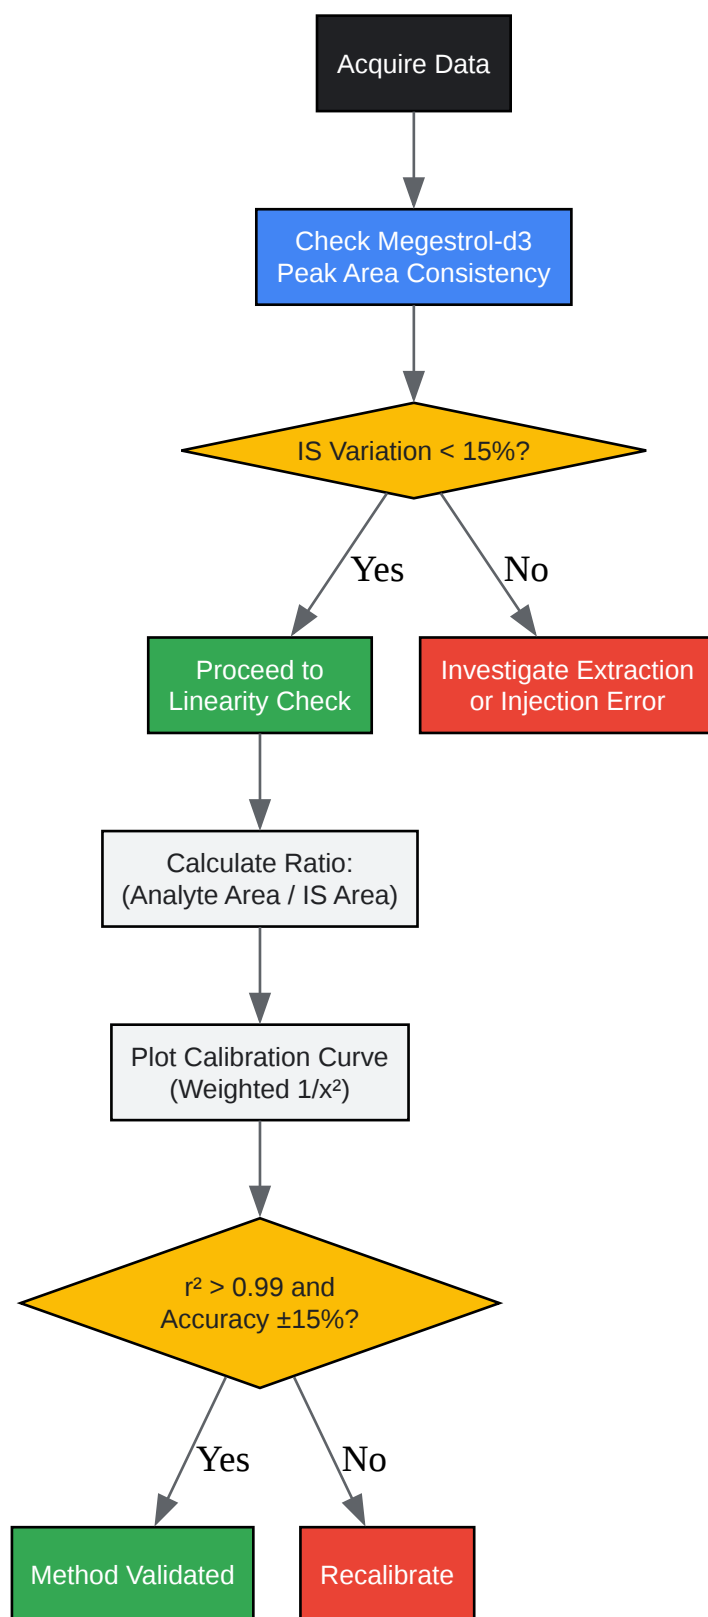 Acquire Data
Check Megestrol-d3
Peak Area Consistency
IS Variation < 15%?
Yes
No
Proceed to
Linearity Check
Investigate Extraction
or Injection Error
Calculate Ratio:
(Analyte Area / IS Area)
Plot Calibration Curve
(Weighted 1/x²)
r² > 0.99 and
Accuracy ±15%?
Yes
No
Method Validated
Recalibrate